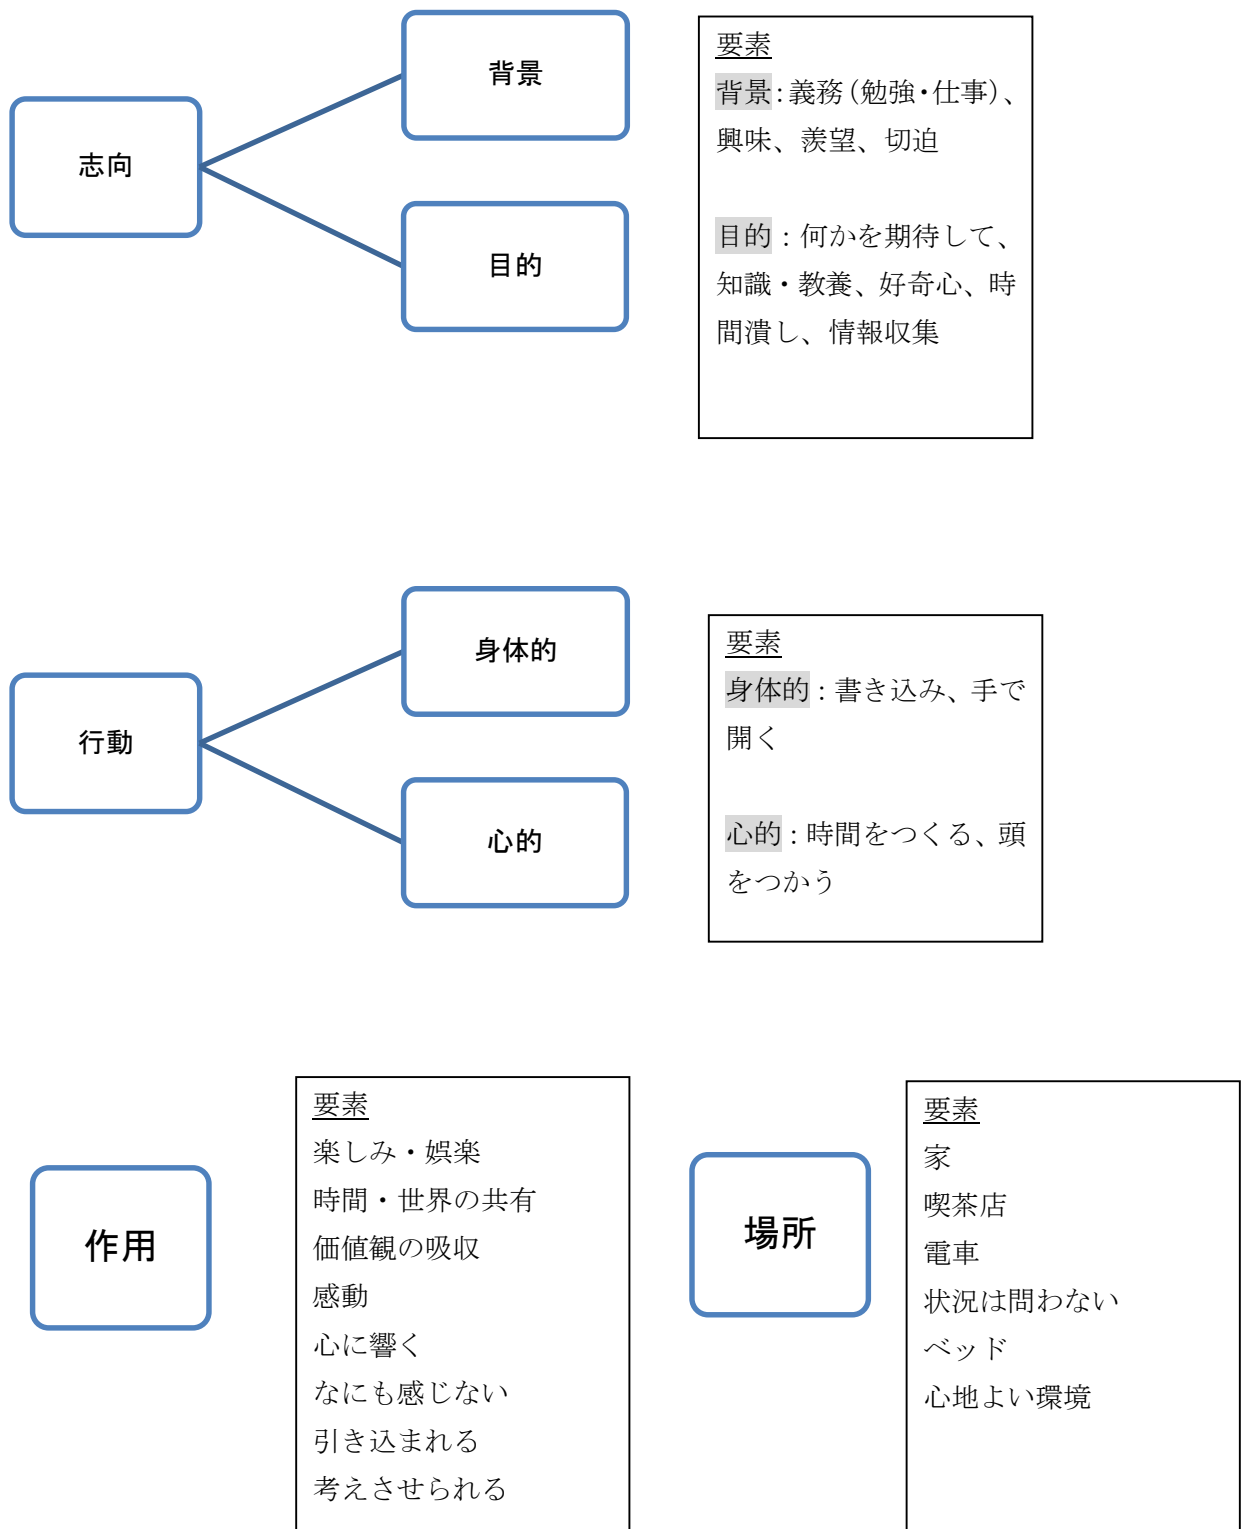 志向
背景
目的
要素
背景：義務（勉強・仕事）、
興味、羨望、切迫
目的：何かを期待して、
知識・教養、好奇心、時
間潰し、情報収集
行動
身体的
心的
要素
身体的：書き込み、手で
開く
心的：時間をつくる、頭
をつかう
作用
要素
楽しみ・娯楽
時間・世界の共有
価値観の吸収
感動
心に響く
なにも感じない
引き込まれる
考えさせられる
場所
要素
家
喫茶店
電車
状況は問わない
ベッド
心地よい環境